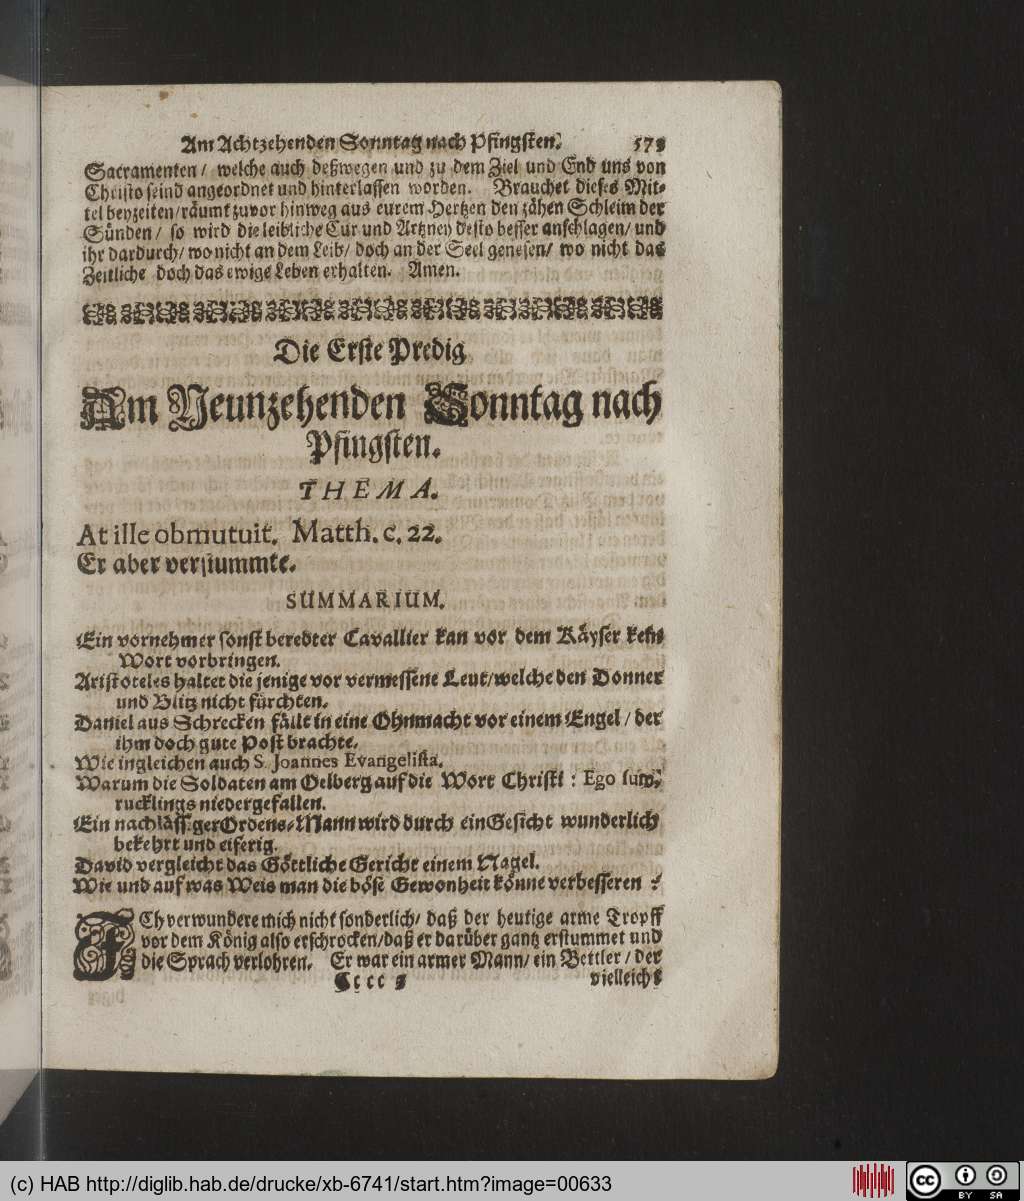 Am Achtzehenden Sonntag nach Pfingsten. 573
Sacramenten / welche auch deßwegen und zu dem Ziel und End uns von
Christo seind angeordnet und hinterlassen worden. Brauchet dieses Mit-
tel beyzeiten / räumt zuvor hinweg aus eurem Hertzen den zähen Schleim der
Sünden / so wird die leibliche Cur und Artzney desto besser anschlagen / und
ihr dardurch / wo nicht an dem Leib / doch an der Seel genesen / wo nicht das
Zeitliche doch das ewige Leben erhalten. Amen.
Die Erste Predig
Am Neunzehenden Sonntag nach
Pfingsten.
THEMA.
At ille obmutuit. Matth. c. 22.
Er aber verstummte.
SUMMARIUM.
Ein vornehmer sonst beredter Cavallier kan vor dem Käyser kein
Wort vorbringen.
Aristoteles haltet die jenige vor vermessene Leut / welche den Donner
und Blitz nicht fürchten.
Daniel aus Schrecken fällt in eine Ohnmacht vor einem Engel / der
ihm doch gute Post brachte.
Wie ingleichen auch S. Joannes Evangelista.
Warum die Soldaten am Oelberg auf die Wort Christi : Ego sum,
rucklings niedergefallen.
Ein nachlässiger Ordens-Mann wird durch ein Gesicht wunderlich
bekehrt und eiferig.
David vergleicht das Göttliche Gericht einem Nagel.
Wie und auf was Weis man die böse Gewonheit könne verbesseren ?
ICh verwundere mich nicht sonderlich / daß der heutige arme Tropff
vor dem König also erschrocken / daß er darüber gantz erstummet und
die Sprach verlohren. Er war ein armer Mann / ein Bettler / der
Cccc 3 vielleicht
(c) HAB http://diglib.hab.de/drucke/xb-6741/start.htm?image=00633
cc BY SA